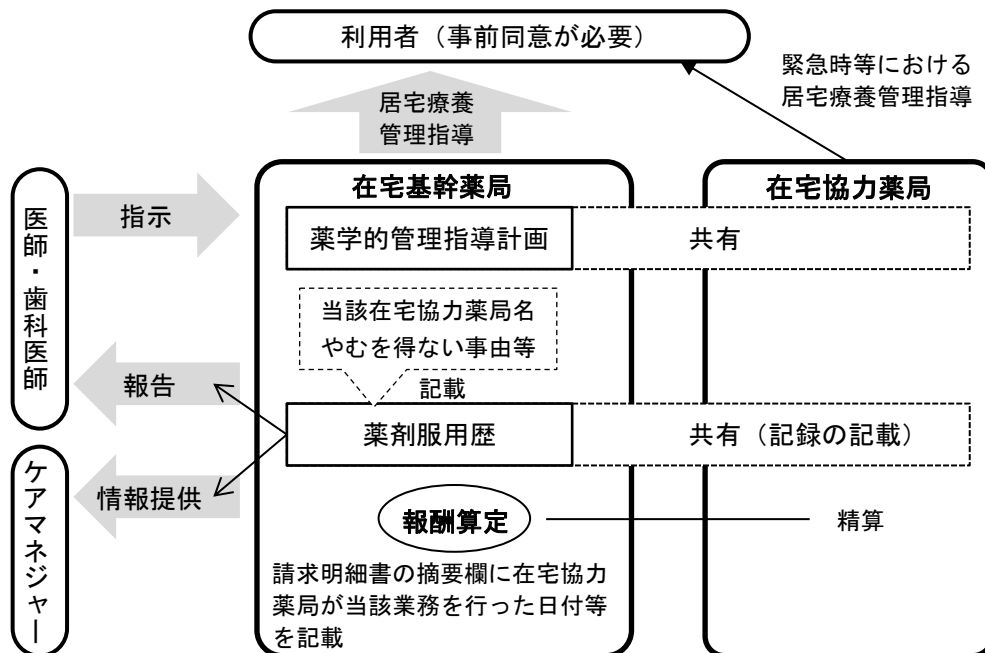 利用者（事前同意が必要）
緊急時等における
居宅療養管理指導
居宅療養
管理指導
在宅基幹薬局
在宅協力薬局
医師・歯科医師
指示
薬学的管理指導計画
共有
当該在宅協力薬局名
やむを得ない事由等
記載
報告
薬剤服用歴
共有（記録の記載）
ケアマネジャー
情報提供
報酬算定
精算
請求明細書の摘要欄に在宅協力
薬局が当該業務を行った日付等
を記載